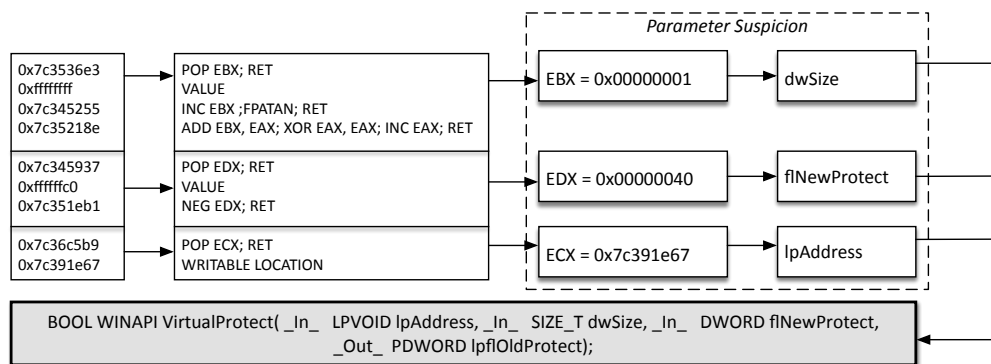 Parameter Suspicion
0x7c3536e3
0xffffffff
0x7c345255
0x7c35218e
POP EBX; RET
VALUE
INC EBX ;FPATAN; RET
ADD EBX, EAX; XOR EAX, EAX; INC EAX; RET
EBX = 0x00000001
dwSize
0x7c345937
0xffffffc0
0x7c351eb1
POP EDX; RET
VALUE
NEG EDX; RET
EDX = 0x00000040
flNewProtect
0x7c36c5b9
0x7c391e67
POP ECX; RET
WRITABLE LOCATION
ECX = 0x7c391e67
lpAddress
BOOL WINAPI VirtualProtect( _In_ LPVOID lpAddress, _In_ SIZE_T dwSize, _In_ DWORD flNewProtect,
_Out_ PDWORD lpflOldProtect);